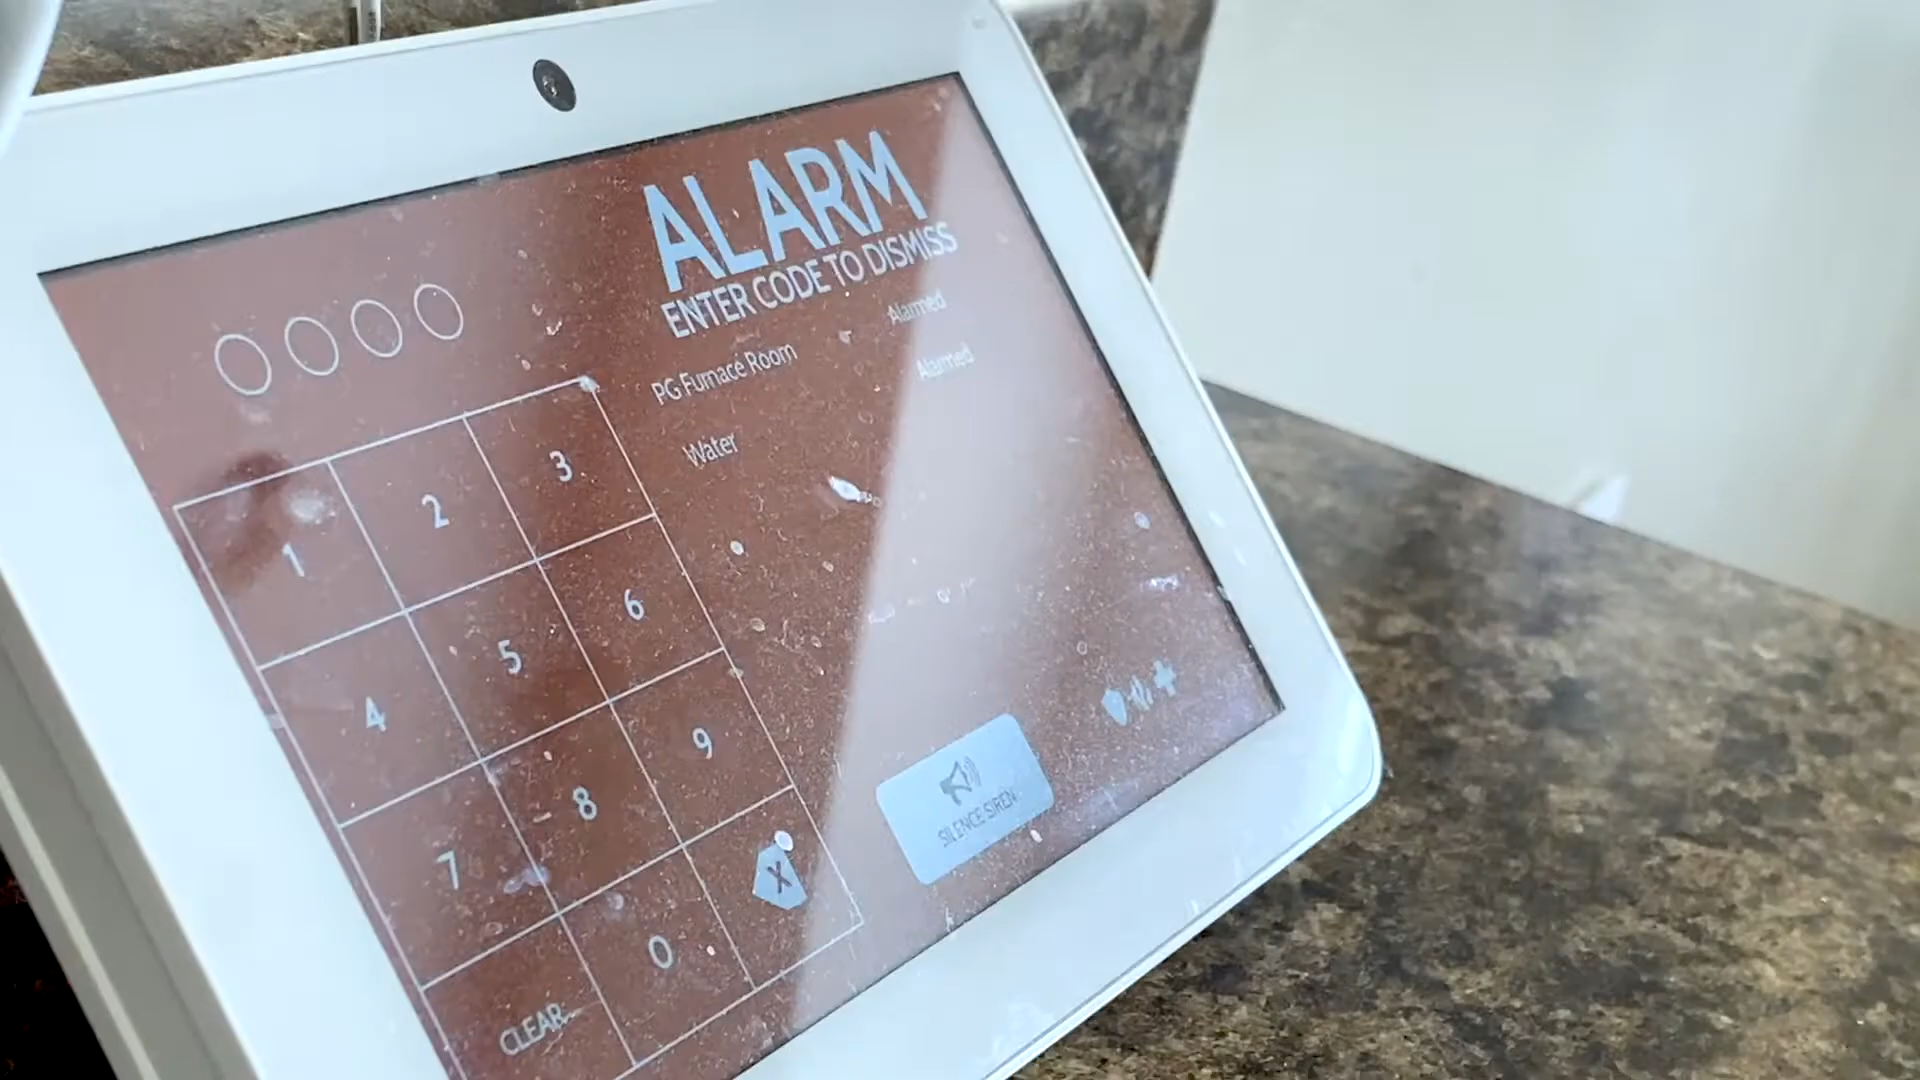 ALARM
ENTER CODE TO DISMISS
PG Furnace Room Alarmed
Water Alarmed
1 2 3
4 5 6
7 8 9
CLEAR 0 X
SILENCE SIREN